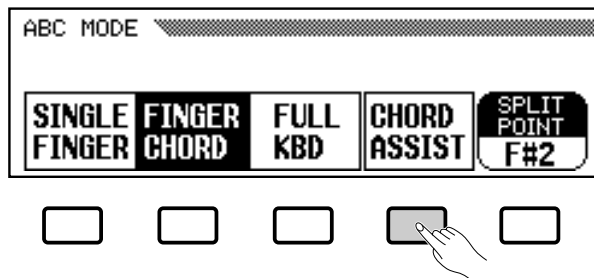 ABC MODE
SINGLE FINGER
FINGER CHORD
FULL KBD
CHORD ASSIST
SPLIT POINT
F#2